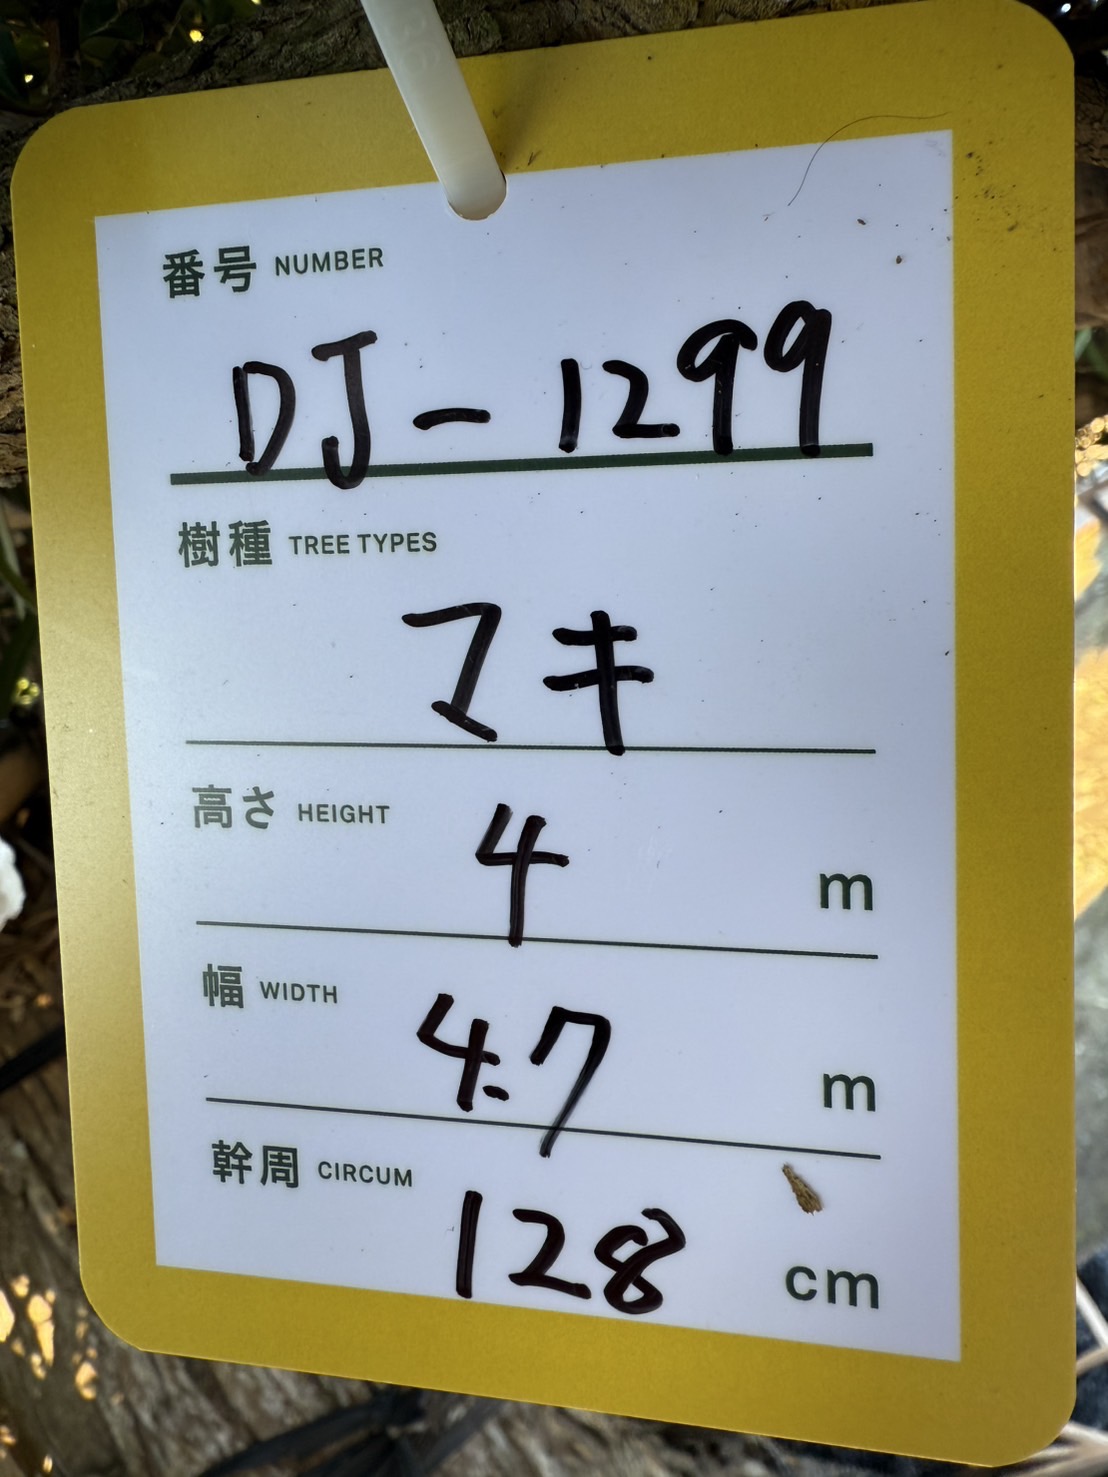 番号 NUMBER
DJ-1299
樹種 TREE TYPES
マキ
高さ HEIGHT
4 m
幅 WIDTH
4.7 m
幹周 CIRCUM
128 cm